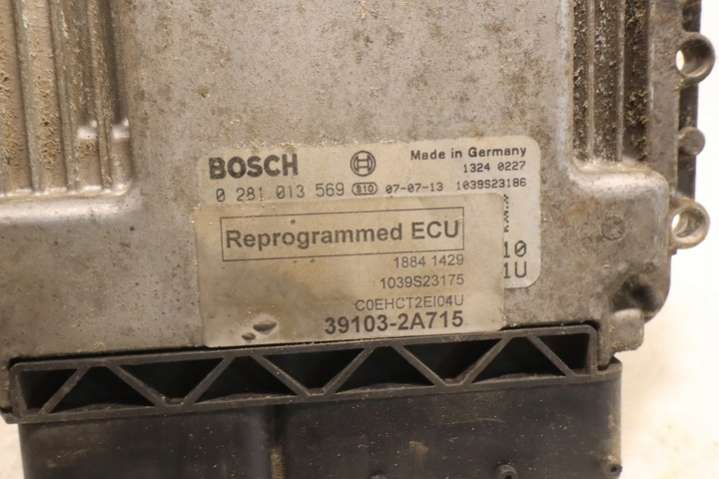 BOSCH Made in Germany
1324 0227
0 281 013 569 S10 07-07-13 1039S23186
Reprogrammed ECU
10
1884 1429
1U
1039S23175
C0EHCT2EI04U
39103-2A715